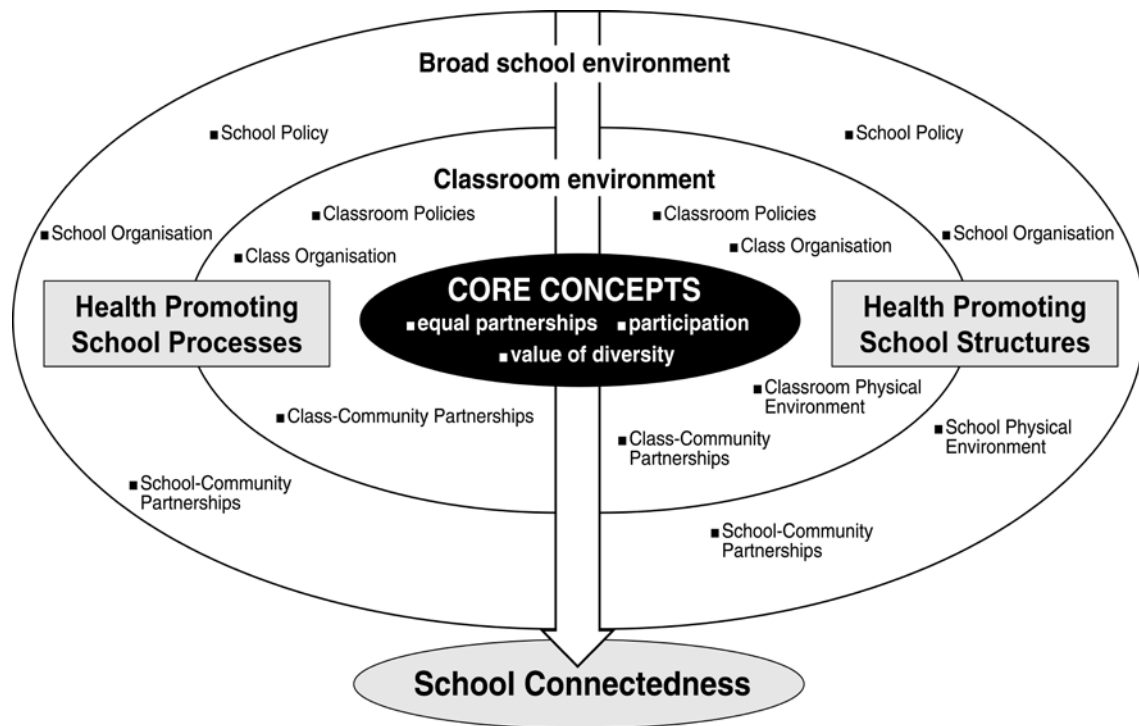 Broad school environment
■ School Policy
■ School Policy
Classroom environment
■ Classroom Policies
■ Classroom Policies
■ School Organisation
■ Class Organisation
■ Class Organisation
■ School Organisation
Health Promoting
School Processes
CORE CONCEPTS
■ equal partnerships ■ participation
■ value of diversity
Health Promoting
School Structures
■ Class-Community Partnerships
■ Classroom Physical
Environment
■ Class-Community
Partnerships
■ School Physical
Environment
■ School-Community
Partnerships
■ School-Community
Partnerships
School Connectedness